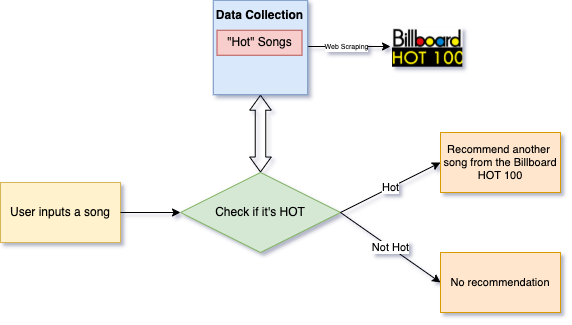 Data Collection
"Hot" Songs
Web Scraping
Billboard
HOT 100
User inputs a song
Check if it's HOT
Hot
Recommend another
song from the Billboard
HOT 100
Not Hot
No recommendation